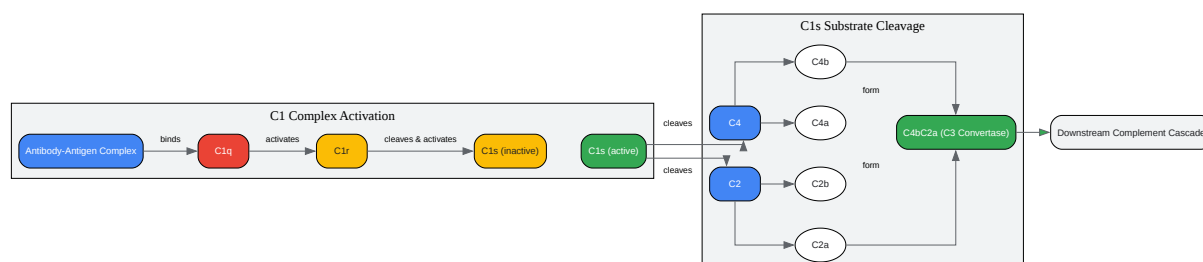 C1s Substrate Cleavage
C4b
form
C1 Complex Activation
cleaves
C4
C4a
C4bC2a (C3 Convertase)
Downstream Complement Cascade
Antibody-Antigen Complex
binds
C1q
activates
C1r
cleaves & activates
C1s (inactive)
C1s (active)
cleaves
form
C2
C2b
C2a